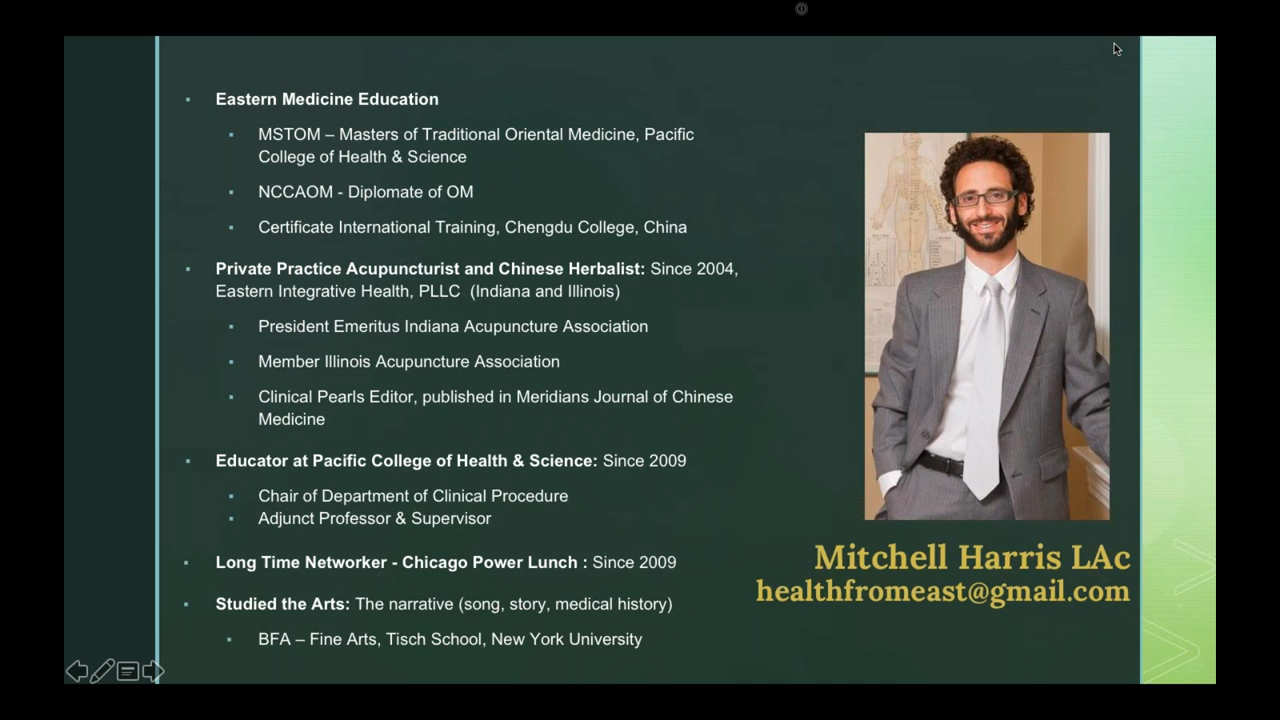 Eastern Medicine Education
MSTOM – Masters of Traditional Oriental Medicine, Pacific
College of Health & Science
NCCAOM - Diplomate of OM
Certificate International Training, Chengdu College, China
Private Practice Acupuncturist and Chinese Herbalist: Since 2004,
Eastern Integrative Health, PLLC (Indiana and Illinois)
President Emeritus Indiana Acupuncture Association
Member Illinois Acupuncture Association
Clinical Pearls Editor, published in Meridians Journal of Chinese
Medicine
Educator at Pacific College of Health & Science: Since 2009
Chair of Department of Clinical Procedure
Adjunct Professor & Supervisor
Long Time Networker - Chicago Power Lunch : Since 2009
Studied the Arts: The narrative (song, story, medical history)
BFA – Fine Arts, Tisch School, New York University
Mitchell Harris LAc
healthfromeast@gmail.com